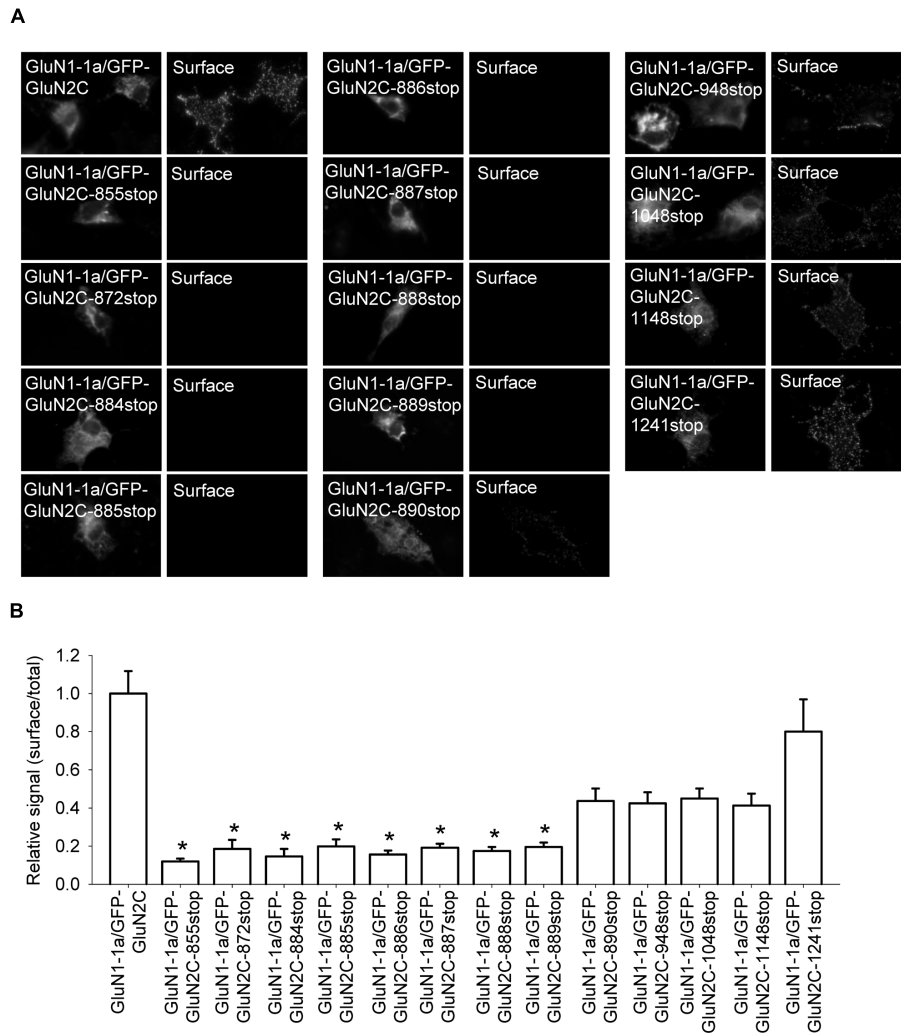 A
GluN1-1a/GFP-
GluN2C
Surface
GluN1-1a/GFP-
GluN2C-886stop
Surface
GluN1-1a/GFP-
GluN2C-948stop
Surface
GluN1-1a/GFP-
GluN2C-855stop
Surface
GluN1-1a/GFP-
GluN2C-887stop
Surface
GluN1-1a/GFP-
GluN2C-
1048stop
Surface
GluN1-1a/GFP-
GluN2C-872stop
Surface
GluN1-1a/GFP-
GluN2C-888stop
Surface
GluN1-1a/GFP-
GluN2C-
1148stop
Surface
GluN1-1a/GFP-
GluN2C-884stop
Surface
GluN1-1a/GFP-
GluN2C-889stop
Surface
GluN1-1a/GFP-
GluN2C-
1241stop
Surface
GluN1-1a/GFP-
GluN2C-885stop
Surface
GluN1-1a/GFP-
GluN2C-890stop
Surface
B
Relative signal (surface/total)
1.2
1.0
0.8
0.6
0.4
0.2
0.0
* * * * * * * *
GluN1-1a/GFP-
GluN2C
GluN1-1a/GFP-
GluN2C-855stop
GluN1-1a/GFP-
GluN2C-872stop
GluN1-1a/GFP-
GluN2C-884stop
GluN1-1a/GFP-
GluN2C-885stop
GluN1-1a/GFP-
GluN2C-886stop
GluN1-1a/GFP-
GluN2C-887stop
GluN1-1a/GFP-
GluN2C-888stop
GluN1-1a/GFP-
GluN2C-889stop
GluN1-1a/GFP-
GluN2C-890stop
GluN1-1a/GFP-
GluN2C-948stop
GluN1-1a/GFP-
GluN2C-1048stop
GluN1-1a/GFP-
GluN2C-1148stop
GluN1-1a/GFP-
GluN2C-1241stop